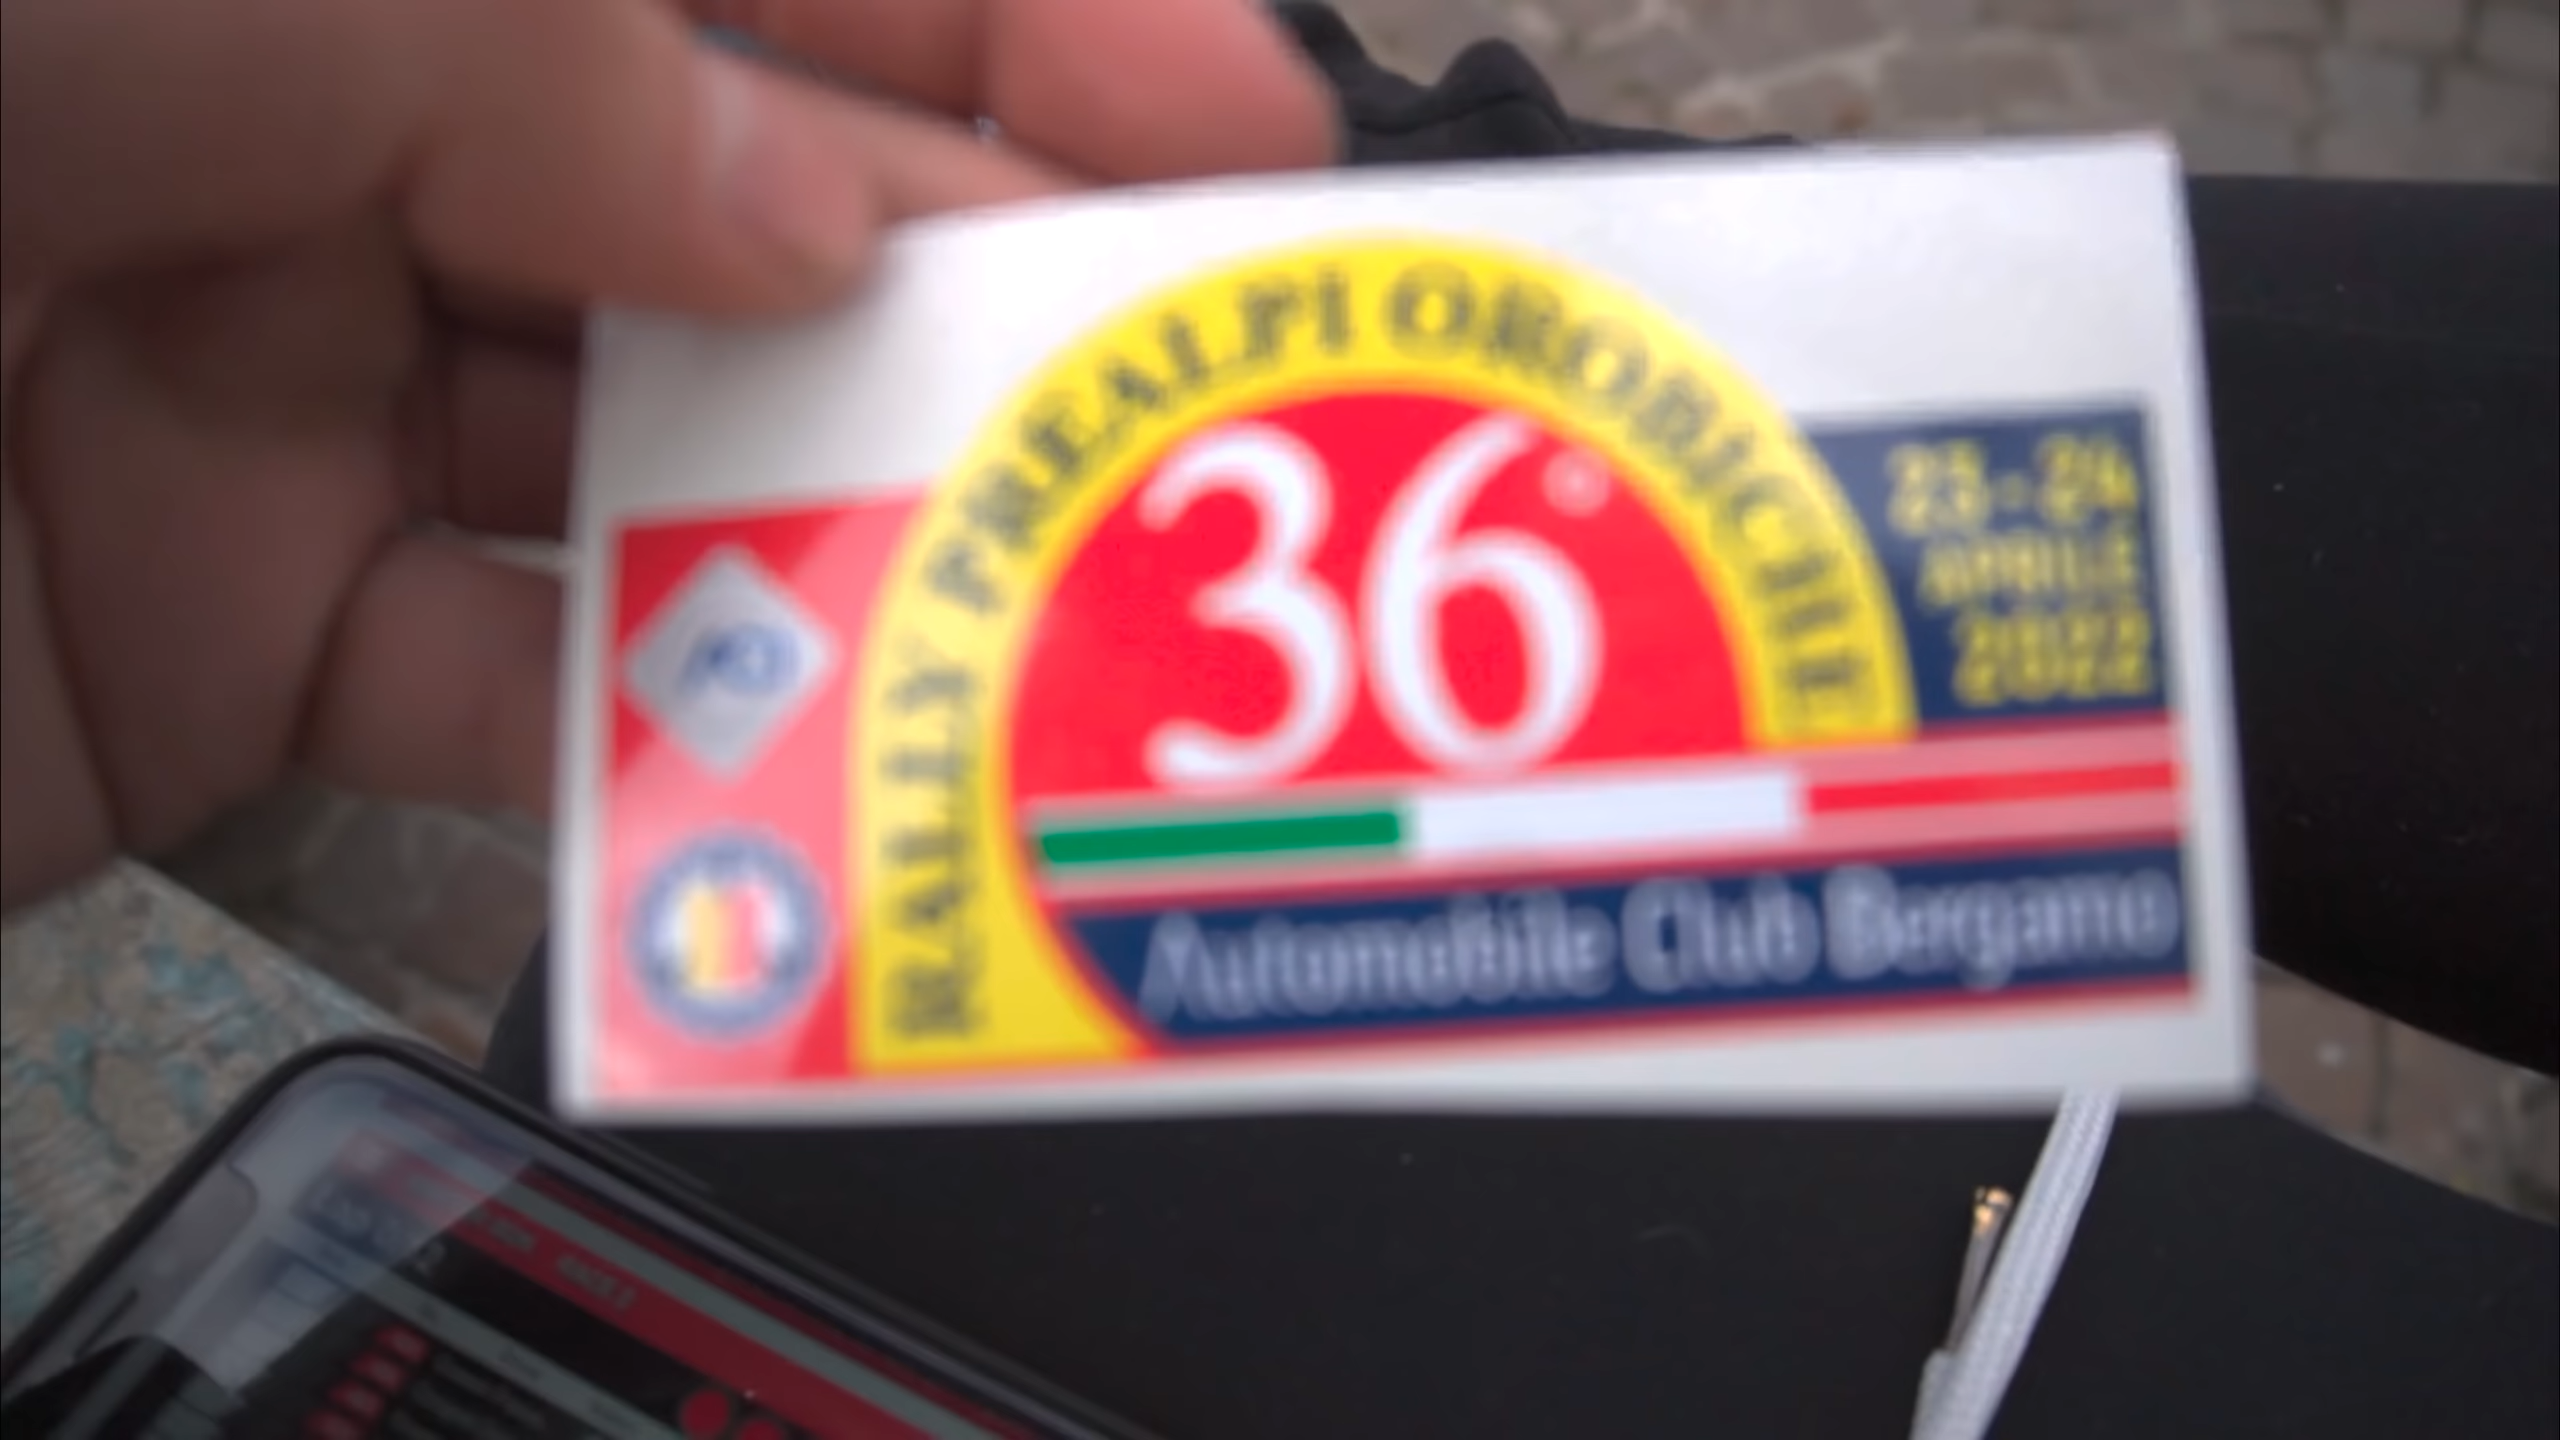 RALLY PREALPI OROBICHE
36°
23-24
APRILE
2022
Automobile Club Bergamo